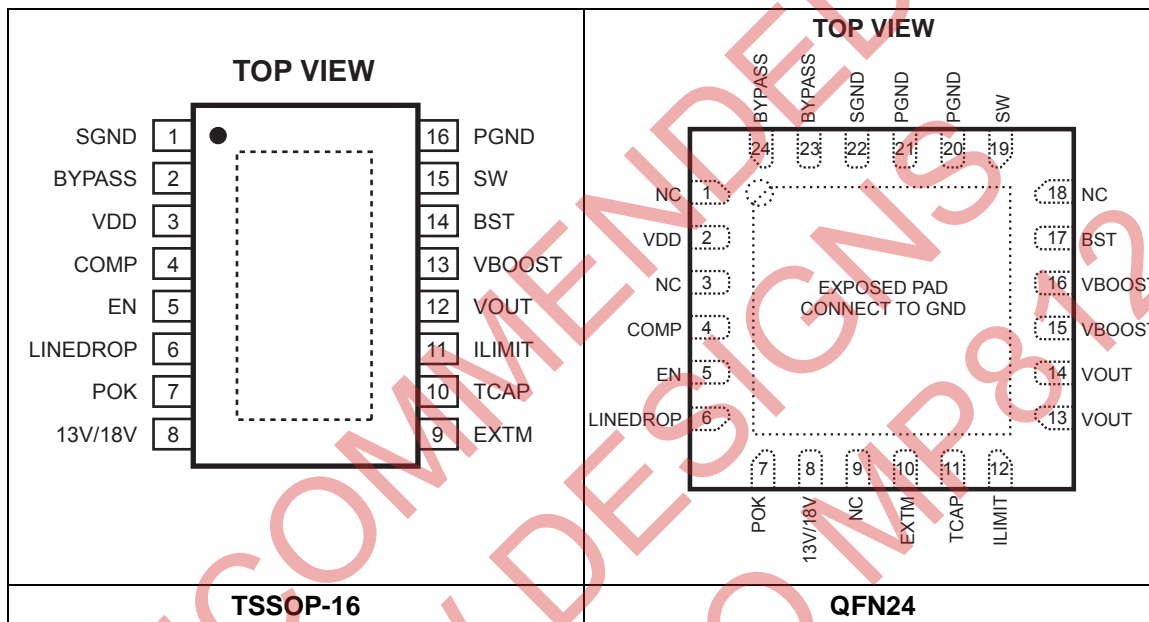 TOP VIEW
SGND 1
BYPASS 2
VDD 3
COMP 4
EN 5
LINEDROP 6
POK 7
13V/18V 8
16 PGND
15 SW
14 BST
13 VBOOST
12 VOUT
11 ILIMIT
10 TCAP
9 EXTM
TSSOP-16
TOP VIEW
BYPASS 24
BYPASS 23
SGND 22
PGND 21
PGND 20
SW 19
NC 1
VDD 2
NC 3
COMP 4
EN 5
LINEDROP 6
18 NC
17 BST
16 VBOOST
15 VBOOST
14 VOUT
13 VOUT
EXPOSED PAD
CONNECT TO GND
7 POK
8 13V/18V
9 NC
10 EXTM
11 TCAP
12 ILIMIT
QFN24
COMMENDED
DESIGNS
MP812